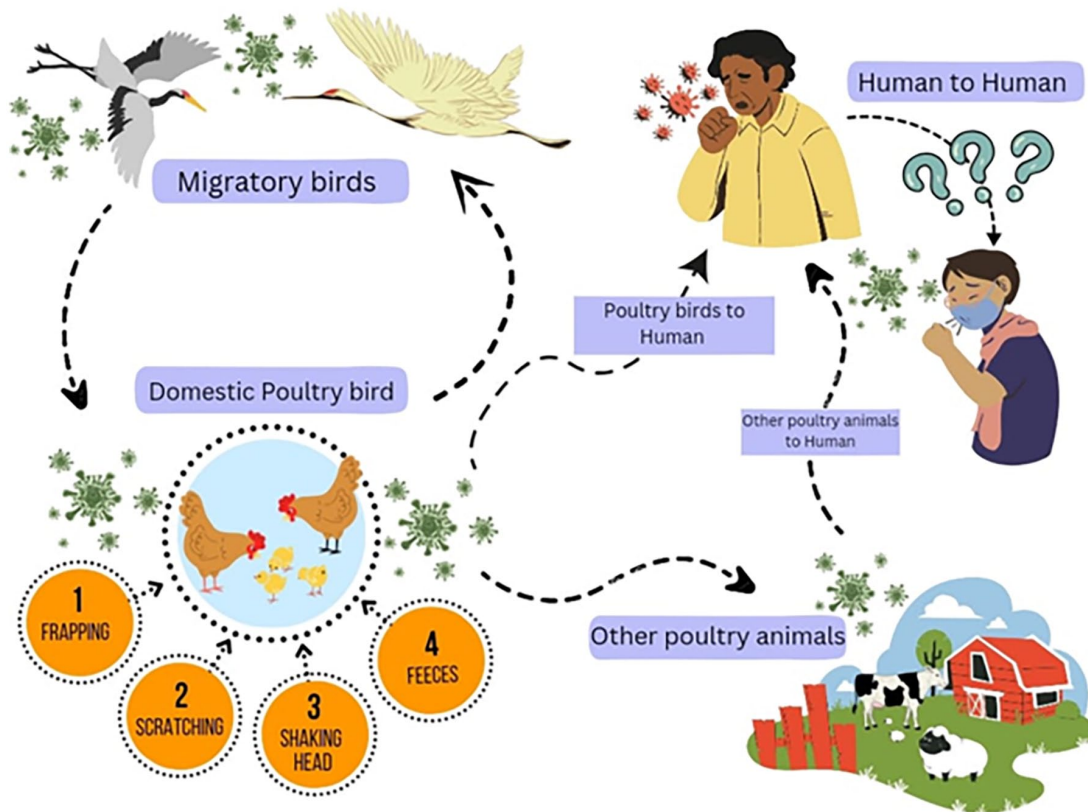 Human to Human
Migratory birds
Poultry birds to
Human
Domestic Poultry bird
Other poultry animals
to Human
1
FRAPPING
2
SCRATCHING
3
SHAKING
HEAD
4
FEECES
Other poultry animals